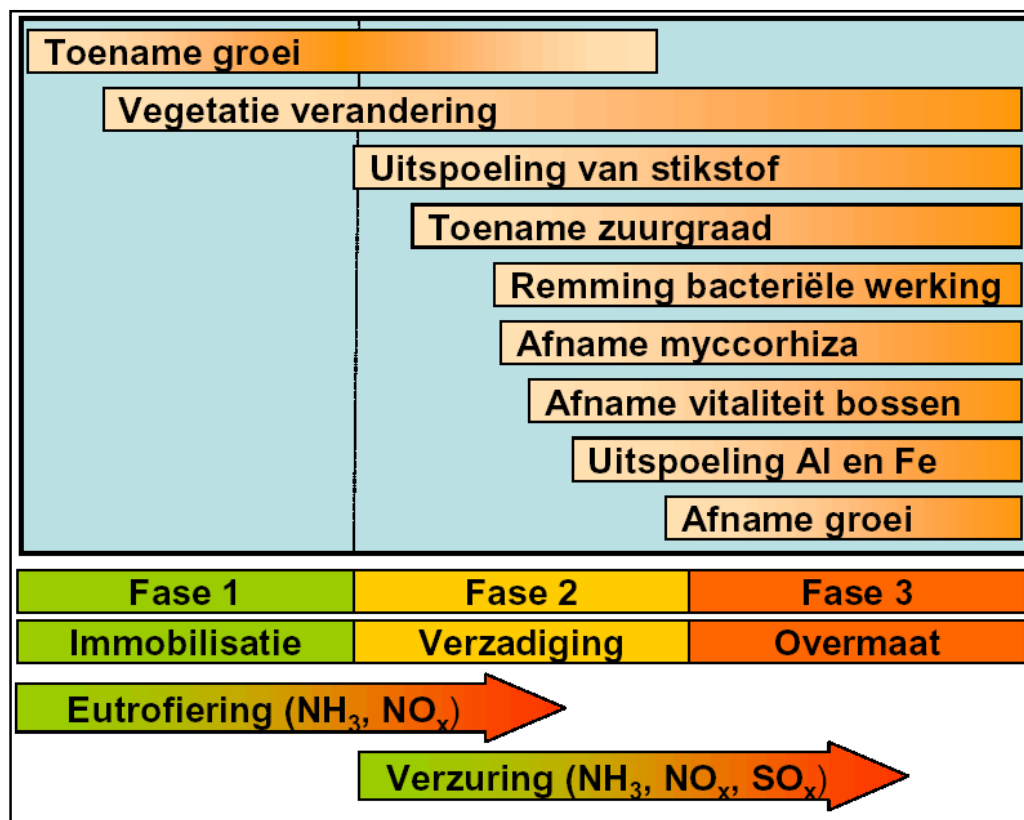 Toename groei
Vegetatie verandering
Uitspoeling van stikstof
Toename zuurgraad
Remming bacteriële werking
Afname myccorhiza
Afname vitaliteit bossen
Uitspoeling Al en Fe
Afname groei
Fase 1 Fase 2 Fase 3
Immobilisatie Verzadiging Overmaat
Eutrofiering (NH₃, NOₓ)
Verzuring (NH₃, NOₓ, SOₓ)